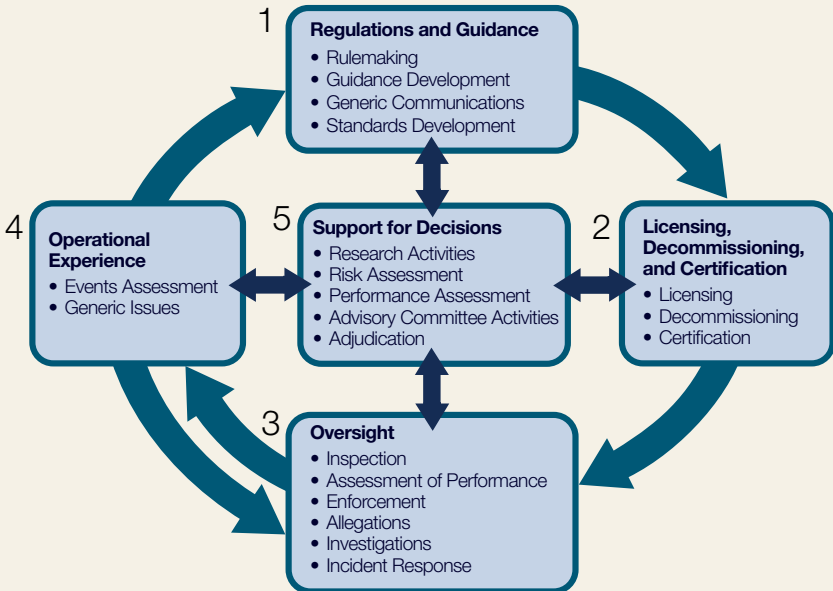 1
Regulations and Guidance
• Rulemaking
• Guidance Development
• Generic Communications
• Standards Development
4
Operational
Experience
• Events Assessment
• Generic Issues
5
Support for Decisions
• Research Activities
• Risk Assessment
• Performance Assessment
• Advisory Committee Activities
• Adjudication
2
Licensing,
Decommissioning,
and Certification
• Licensing
• Decommissioning
• Certification
3
Oversight
• Inspection
• Assessment of Performance
• Enforcement
• Allegations
• Investigations
• Incident Response